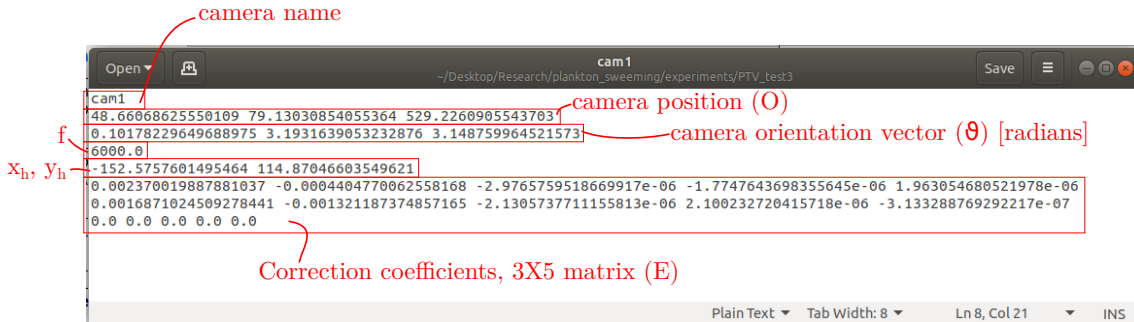 camera name
Open
cam1
~/Desktop/Research/plankton_sweeming/experiments/PTV_test3
Save
cam1
48.66068625550109 79.13030854055364 529.2260905543703
camera position (O)
0.10178229649688975 3.1931639053232876 3.148759964521573
camera orientation vector (ϑ) [radians]
f
6000.0
xh, yh
-152.5757601495464 114.87046603549621
0.002370019887881037 -0.0004404770062558168 -2.9765759518669917e-06 -1.7747643698355645e-06 1.963054680521978e-06
0.0016871024509278441 -0.001321187374857165 -2.1305737711155813e-06 2.100232720415718e-06 -3.133288769292217e-07
0.0 0.0 0.0 0.0 0.0
Correction coefficients, 3X5 matrix (E)
Plain Text Tab Width: 8 Ln 8, Col 21 INS